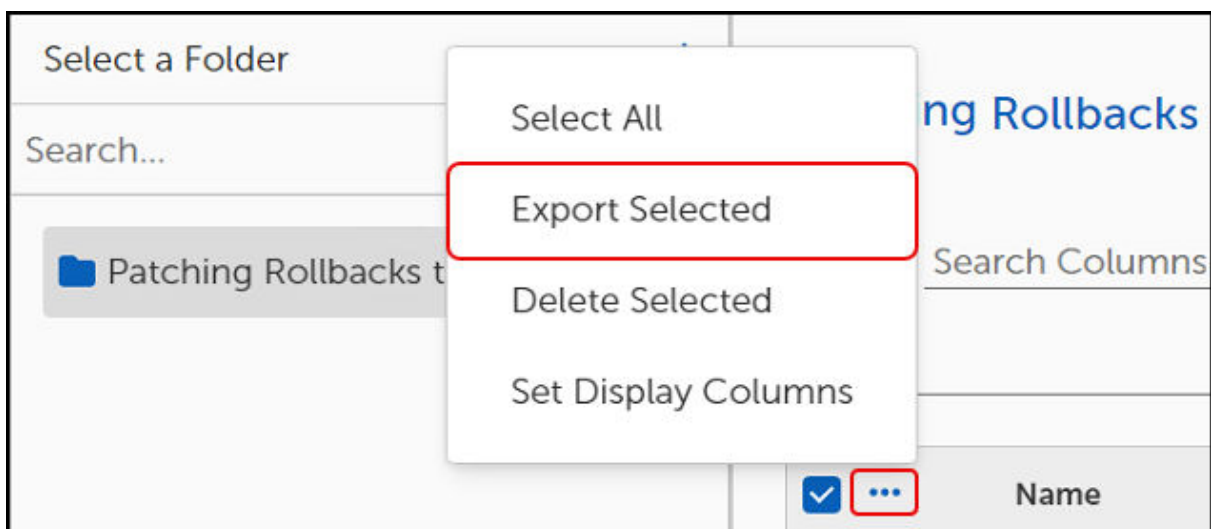 Select a Folder
Search...
Patching Rollbacks t
Select All
Export Selected
Delete Selected
Set Display Columns
ng Rollbacks
Search Columns
Name